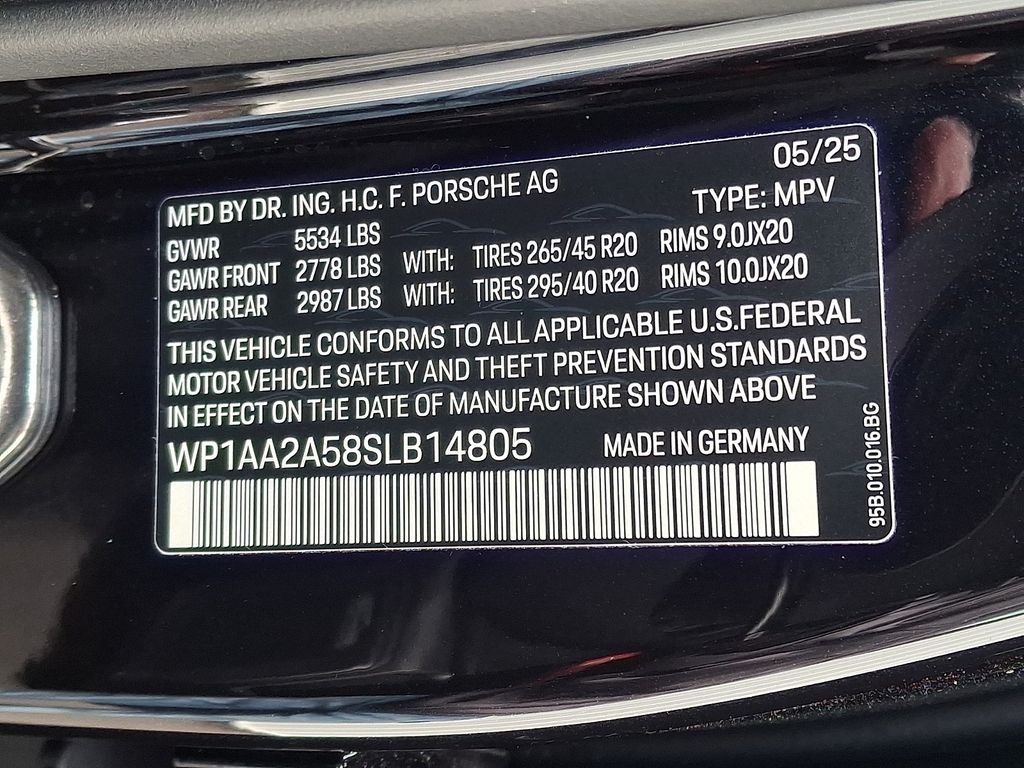 05/25
MFD BY DR. ING. H.C. F. PORSCHE AG
TYPE: MPV
GVWR 5534 LBS
GAWR FRONT 2778 LBS WITH: TIRES 265/45 R20 RIMS 9.0JX20
GAWR REAR 2987 LBS WITH: TIRES 295/40 R20 RIMS 10.0JX20
THIS VEHICLE CONFORMS TO ALL APPLICABLE U.S.FEDERAL
MOTOR VEHICLE SAFETY AND THEFT PREVENTION STANDARDS
IN EFFECT ON THE DATE OF MANUFACTURE SHOWN ABOVE
WP1AA2A58SLB14805 MADE IN GERMANY
95B.010.016.BG